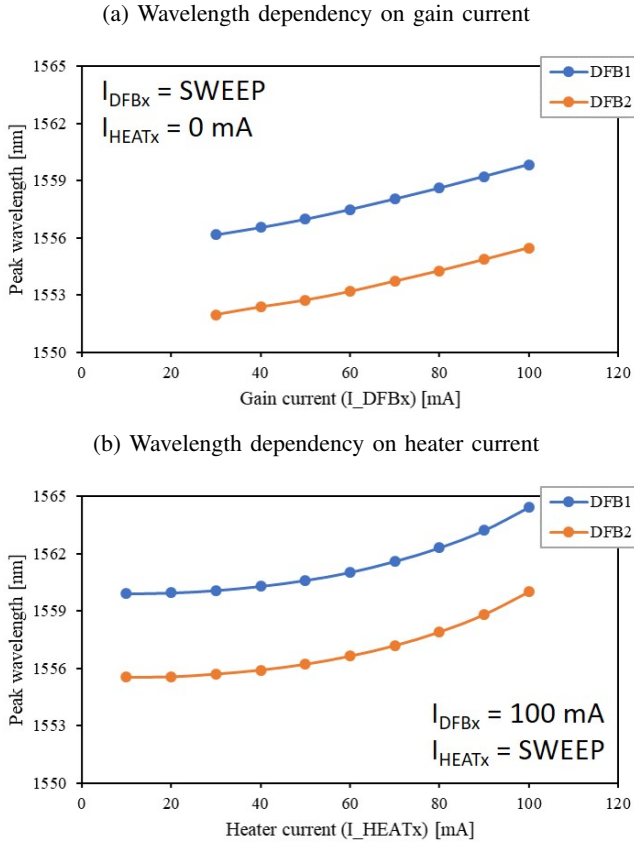 (a) Wavelength dependency on gain current
1565
1562
1559
1556
1553
1550
Peak wavelength [nm]
I_DFBx = SWEEP
I_HEATx = 0 mA
DFB1
DFB2
0 20 40 60 80 100 120
Gain current (I_DFBx) [mA]
(b) Wavelength dependency on heater current
1565
1562
1559
1556
1553
1550
Peak wavelength [nm]
DFB1
DFB2
I_DFBx = 100 mA
I_HEATx = SWEEP
0 20 40 60 80 100 120
Heater current (I_HEATx) [mA]